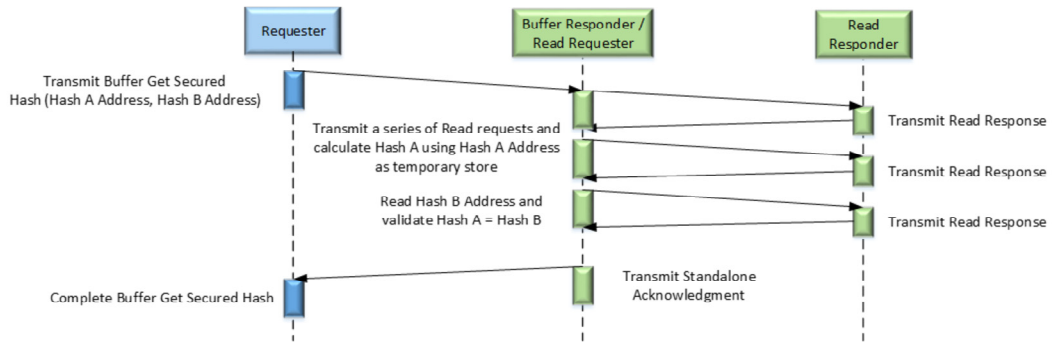 Requester
Buffer Responder /
Read Requester
Read
Responder
Transmit Buffer Get Secured
Hash (Hash A Address, Hash B Address)
Transmit Read Response
Transmit a series of Read requests and
calculate Hash A using Hash A Address
as temporary store
Transmit Read Response
Read Hash B Address and
validate Hash A = Hash B
Transmit Read Response
Transmit Standalone
Acknowledgment
Complete Buffer Get Secured Hash